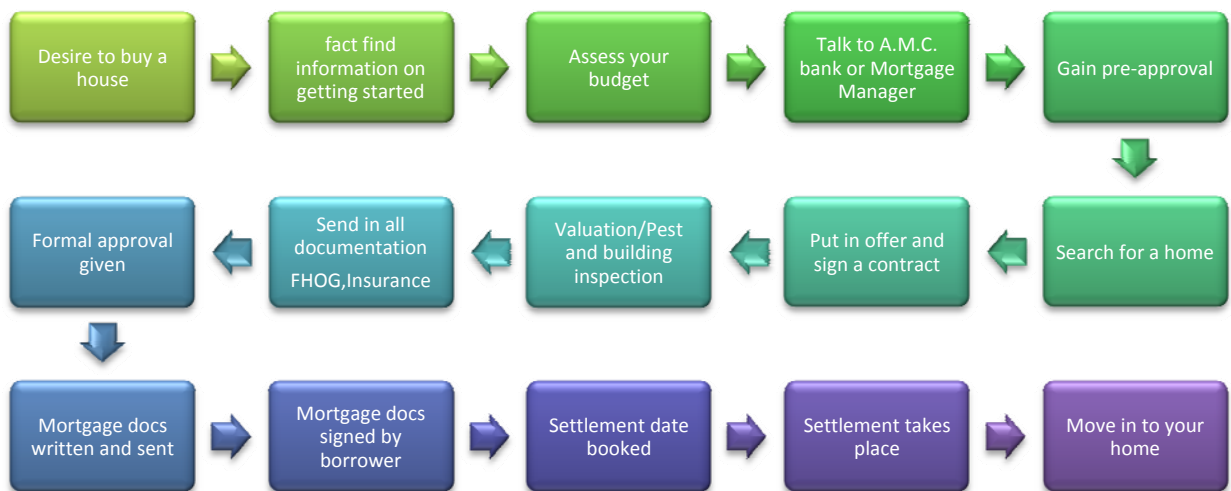 Desire to buy a
house
fact find
information on
getting started
Assess your
budget
Talk to A.M.C.
bank or Mortgage
Manager
Gain pre-approval
Search for a home
Put in offer and
sign a contract
Valuation/Pest
and building
inspection
Send in all
documentation
FHOG,Insurance
Formal approval
given
Mortgage docs
written and sent
Mortgage docs
signed by
borrower
Settlement date
booked
Settlement takes
place
Move in to your
home